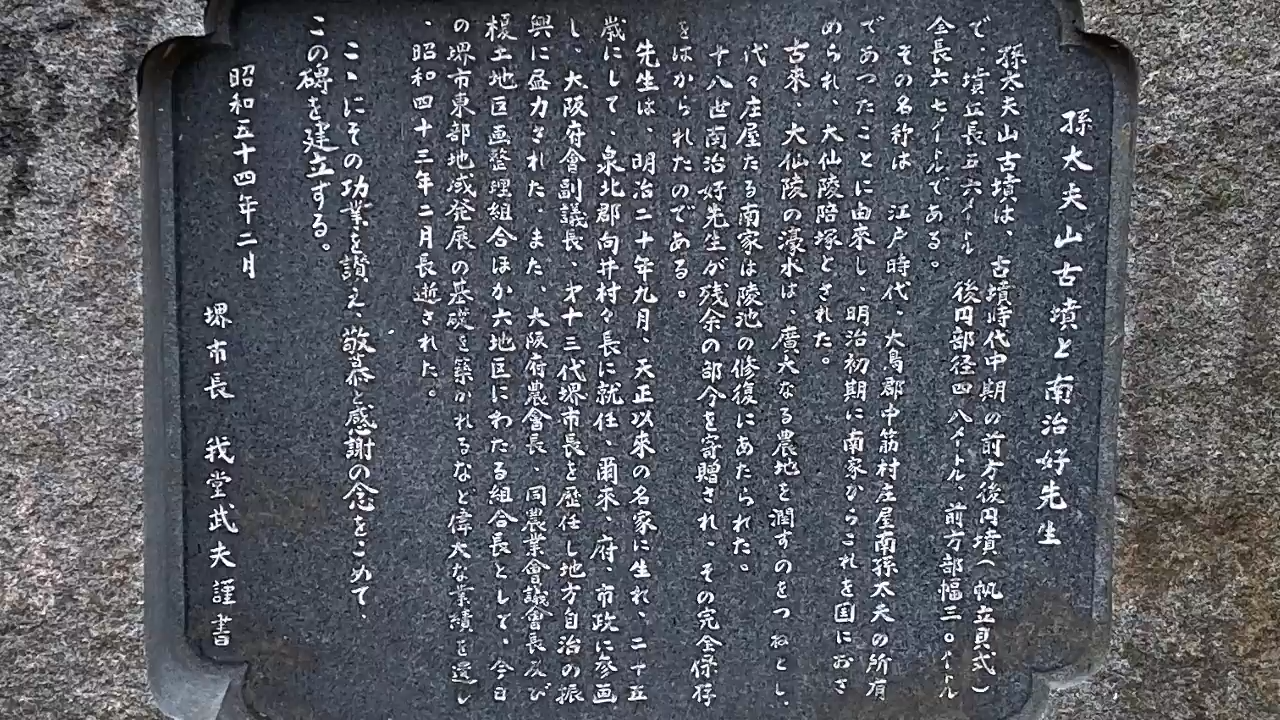 孫太夫山古墳と南治好先生
孫太夫山古墳は、古墳時代中期の前方後円墳(帆立貝式)
で、墳丘長五六メートル 後円部径四八メートル、前方部幅三〇メートル
全長六七メートルである。
その名称は 江戸時代、大鳥郡中筋村庄屋南孫太夫の所有
であつたことに由来し、明治初期に南家からこれを国におさ
められ、大仙陵陪塚とされた。
古来、大仙陵の濠水は、廣大なる農地を潤すのをつねとし、
代々庄屋たる南家は陵池の修復にあたられた。
十八世南治好先生が残余の部今を寄贈され、その完全保存
をはかられたのである。
先生は、明治二十年九月、天正以来の名家に生れ、二十五
歳にして、泉北郡向井村々長に就任、爾来、府、市政に参画
し、大阪府會副議長、才十三代堺市長を歴任し地方自治の振
興に盡力された。また、大阪府農會長、同農業會議會長及び
榎土地区画整理組合ほか六地区にわたる組合長として、今日
の堺市東部地域発展の基礎を築かれるなど偉大な業績を遺し
、昭和四十三年二月長逝された。
こゝにその功業を讃え、敬慕と感謝の念をこめて、
この碑を建立する。
昭和五十四年二月
堺市長 我堂武夫謹書